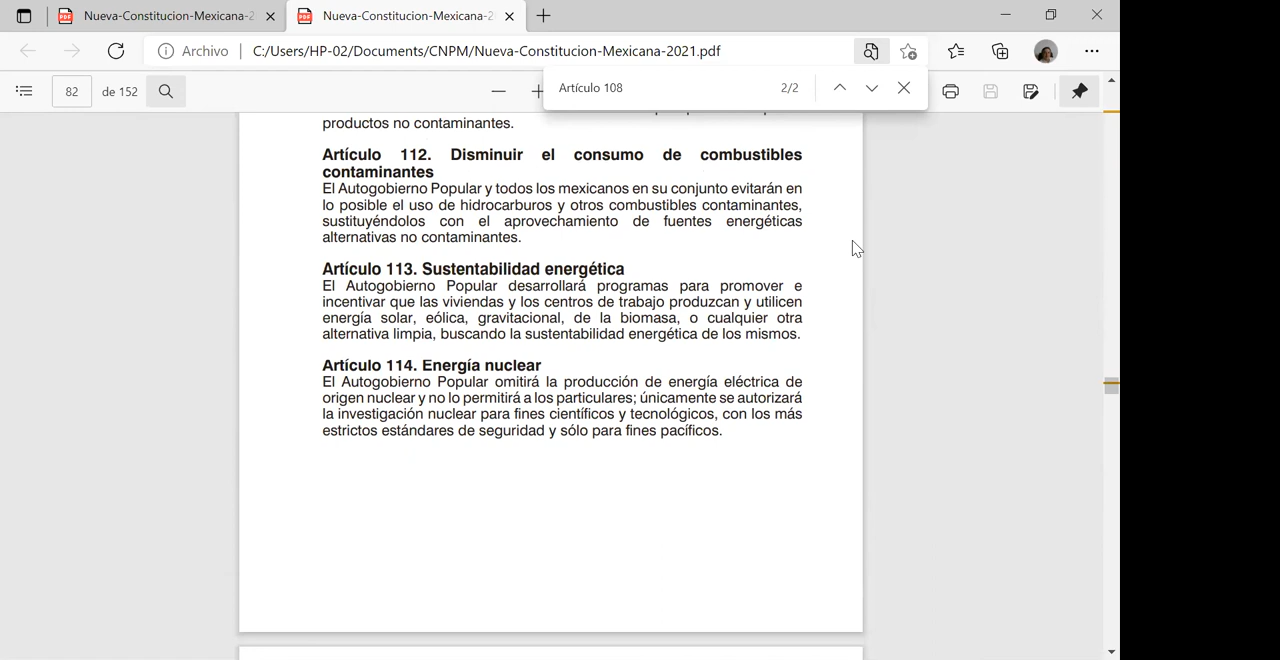 Nueva-Constitucion-Mexicana-2
Nueva-Constitucion-Mexicana-2
Archivo
C:/Users/HP-02/Documents/CNPM/Nueva-Constitucion-Mexicana-2021.pdf
82 de 152
Artículo 108 2/2
productos no contaminantes.
Artículo 112. Disminuir el consumo de combustibles
contaminantes
El Autogobierno Popular y todos los mexicanos en su conjunto evitarán en
lo posible el uso de hidrocarburos y otros combustibles contaminantes,
sustituyéndolos con el aprovechamiento de fuentes energéticas
alternativas no contaminantes.
Artículo 113. Sustentabilidad energética
El Autogobierno Popular desarrollará programas para promover e
incentivar que las viviendas y los centros de trabajo produzcan y utilicen
energía solar, eólica, gravitacional, de la biomasa, o cualquier otra
alternativa limpia, buscando la sustentabilidad energética de los mismos.
Artículo 114. Energía nuclear
El Autogobierno Popular omitirá la producción de energía eléctrica de
origen nuclear y no lo permitirá a los particulares; únicamente se autorizará
la investigación nuclear para fines científicos y tecnológicos, con los más
estrictos estándares de seguridad y sólo para fines pacíficos.